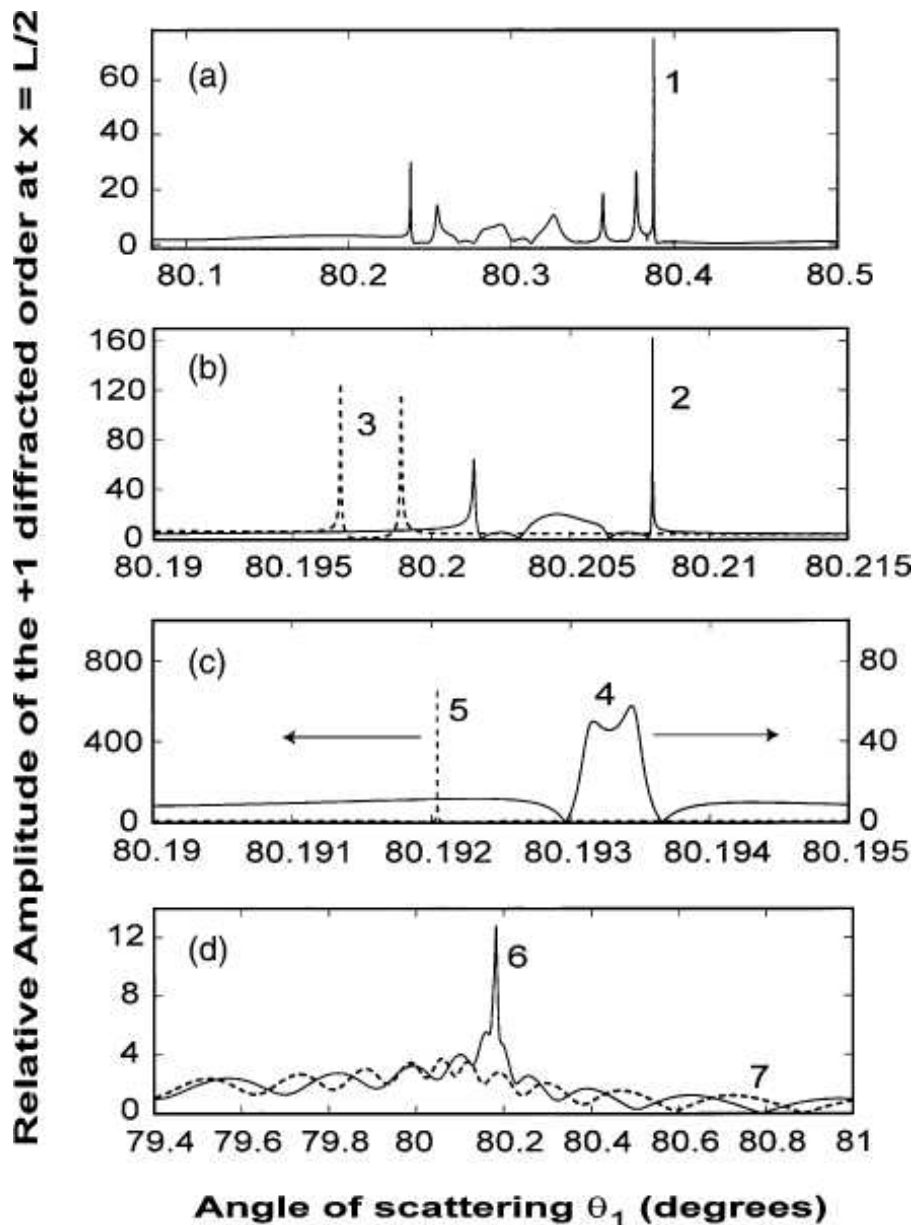 Relative Amplitude of the +1 diffracted order at x = L/2
(a)
1
60
40
20
0
80.1 80.2 80.3 80.4 80.5
(b)
2
3
160
120
80
40
0
80.19 80.195 80.2 80.205 80.21 80.215
(c)
5
4
800
400
0
80
40
0
80.19 80.191 80.192 80.193 80.194 80.195
(d)
6
7
12
8
4
0
79.4 79.6 79.8 80 80.2 80.4 80.6 80.8 81
Angle of scattering θ₁ (degrees)